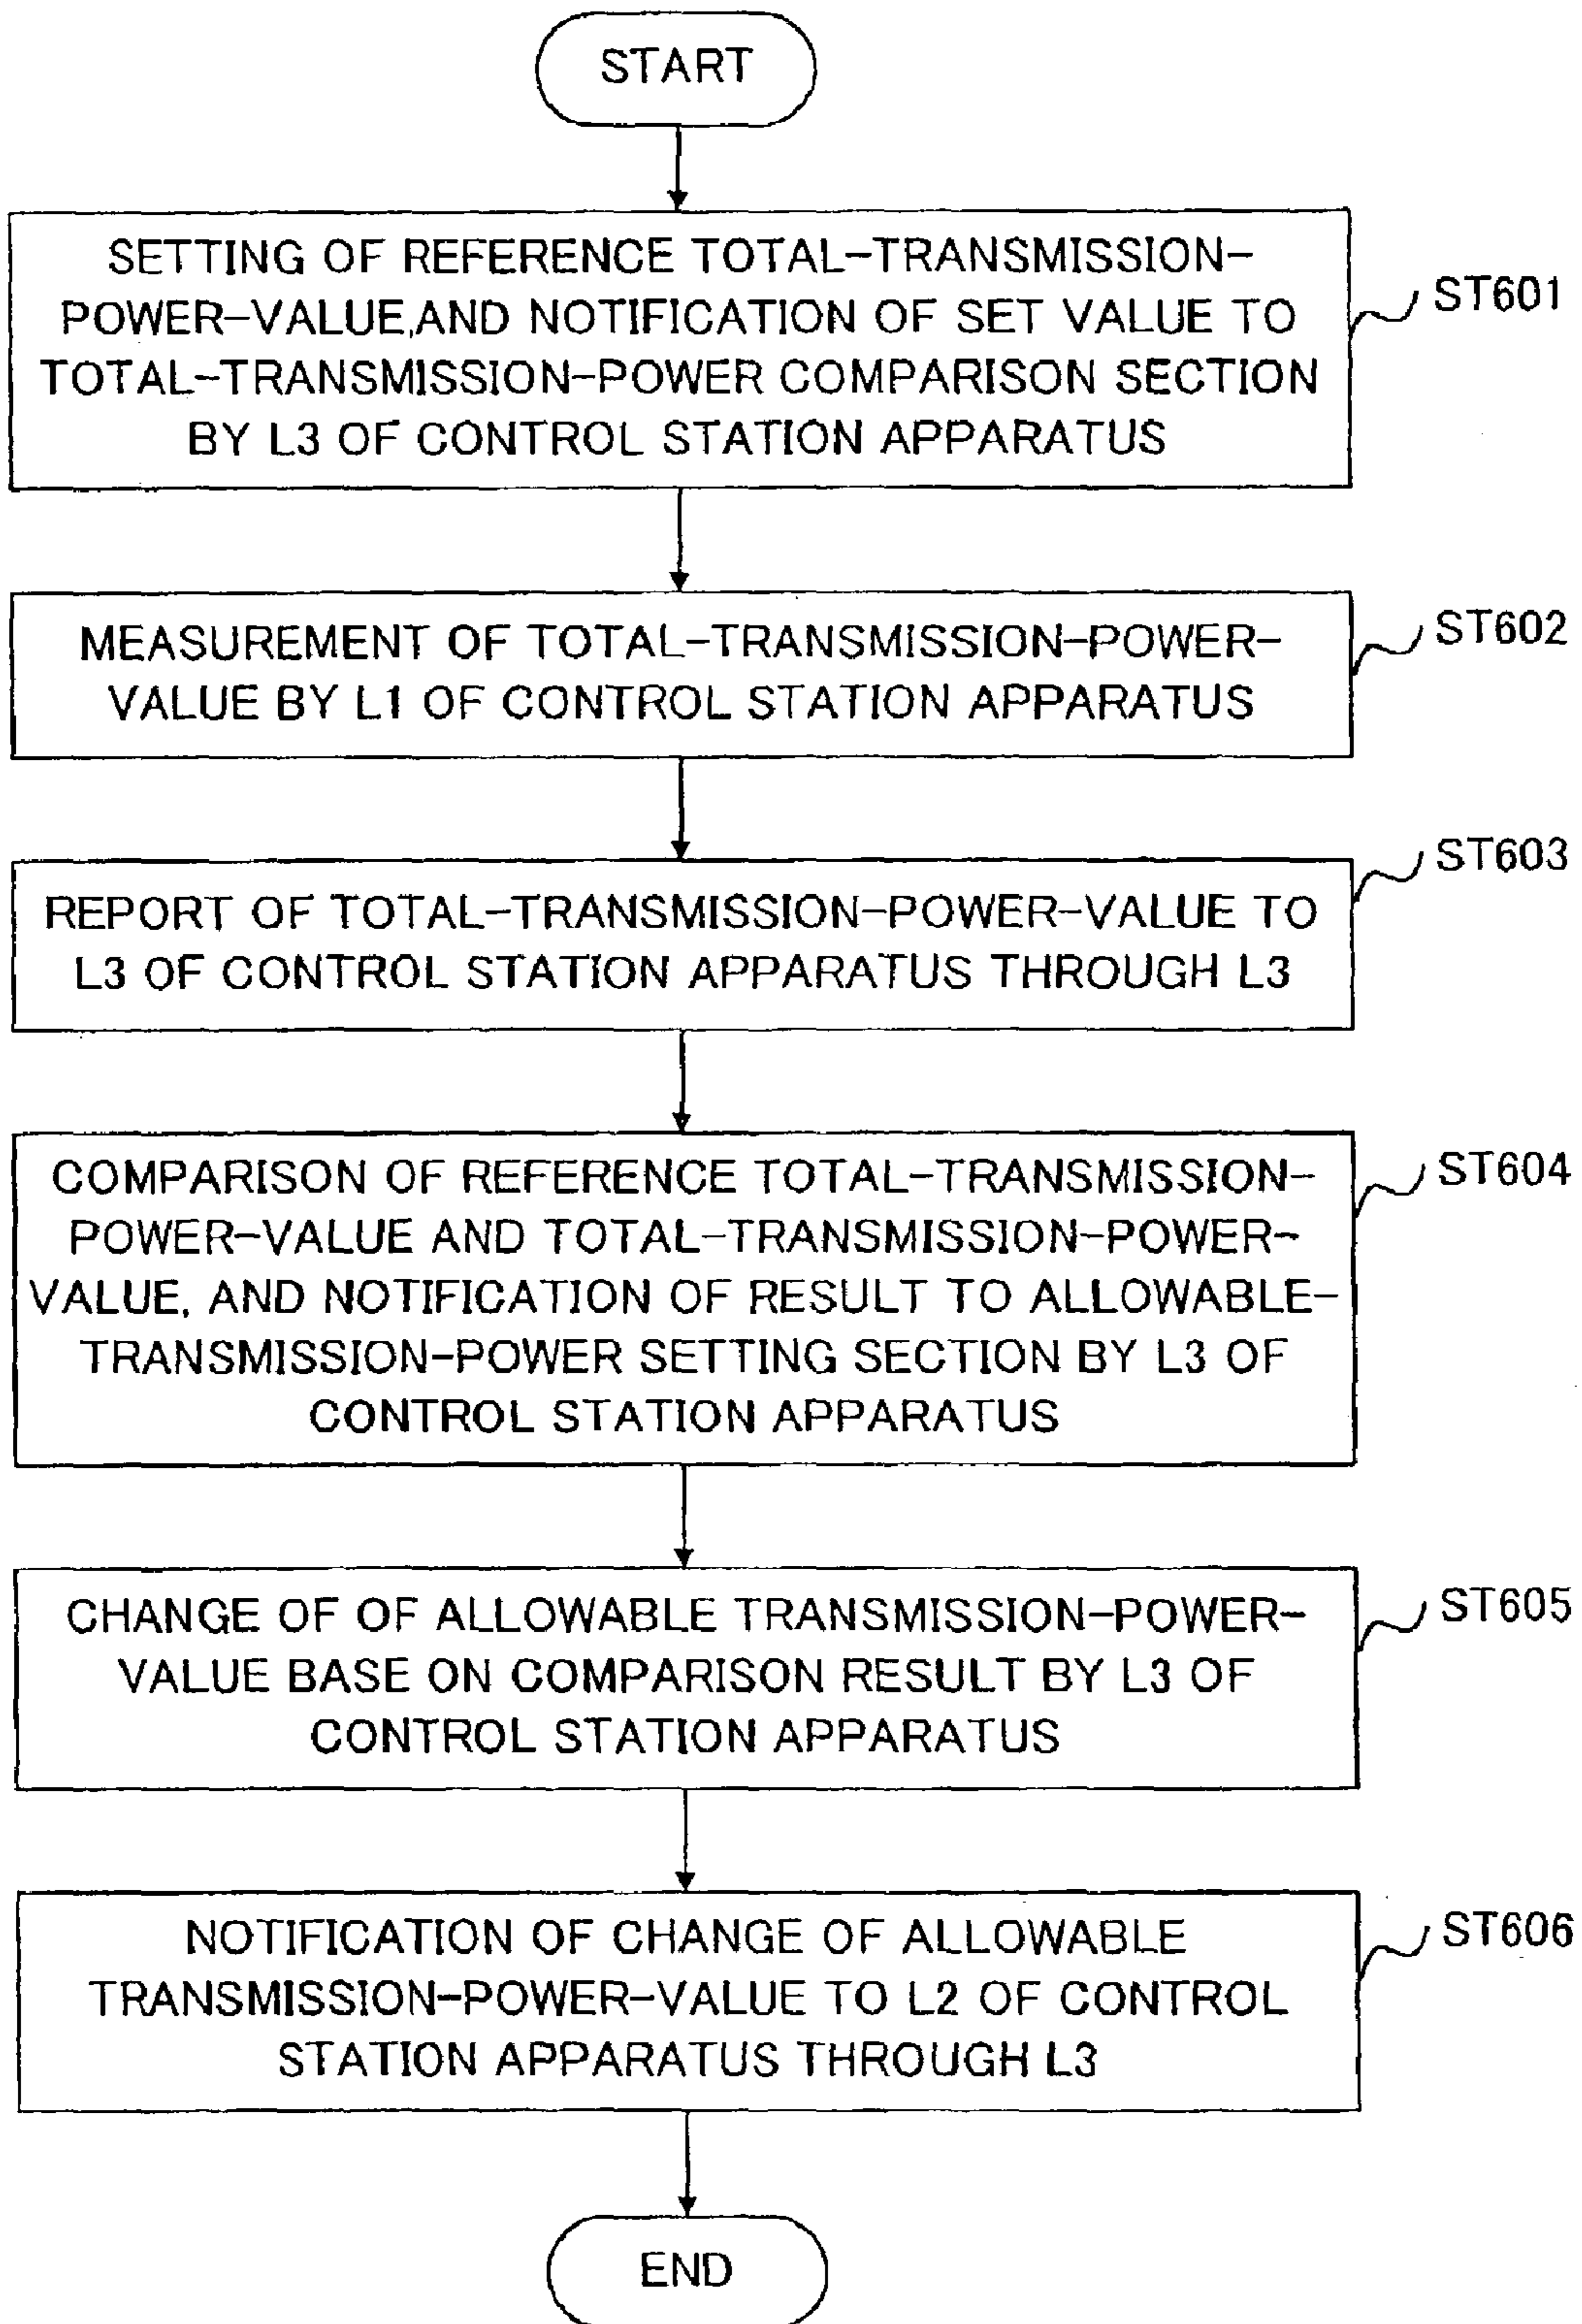 START
SETTING OF REFERENCE TOTAL-TRANSMISSION-
POWER-VALUE,AND NOTIFICATION OF SET VALUE TO
TOTAL-TRANSMISSION-POWER COMPARISON SECTION
BY L3 OF CONTROL STATION APPARATUS
ST601
MEASUREMENT OF TOTAL-TRANSMISSION-POWER-
VALUE BY L1 OF CONTROL STATION APPARATUS
ST602
REPORT OF TOTAL-TRANSMISSION-POWER-VALUE TO
L3 OF CONTROL STATION APPARATUS THROUGH L3
ST603
COMPARISON OF REFERENCE TOTAL-TRANSMISSION-
POWER-VALUE AND TOTAL-TRANSMISSION-POWER-
VALUE, AND NOTIFICATION OF RESULT TO ALLOWABLE-
TRANSMISSION-POWER SETTING SECTION BY L3 OF
CONTROL STATION APPARATUS
ST604
CHANGE OF OF ALLOWABLE TRANSMISSION-POWER-
VALUE BASE ON COMPARISON RESULT BY L3 OF
CONTROL STATION APPARATUS
ST605
NOTIFICATION OF CHANGE OF ALLOWABLE
TRANSMISSION-POWER-VALUE TO L2 OF CONTROL
STATION APPARATUS THROUGH L3
ST606
END